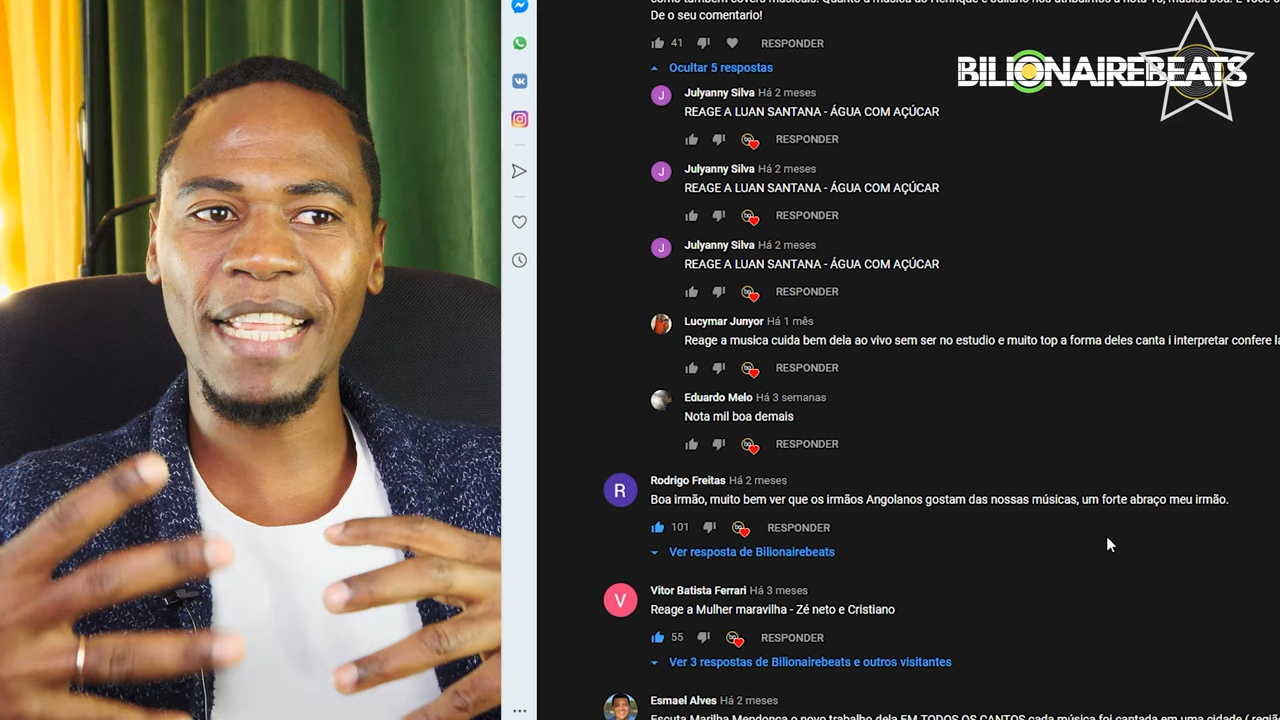 De o seu comentario!
41 RESPONDER
Ocultar 5 respostas
BILIONAIREBEATS
J Julyanny Silva Há 2 meses
REAGE A LUAN SANTANA - ÁGUA COM AÇÚCAR
RESPONDER
J Julyanny Silva Há 2 meses
REAGE A LUAN SANTANA - ÁGUA COM AÇÚCAR
RESPONDER
J Julyanny Silva Há 2 meses
REAGE A LUAN SANTANA - ÁGUA COM AÇÚCAR
RESPONDER
Lucymar Junyor Há 1 mês
Reage a musica cuida bem dela ao vivo sem ser no estudio e muito top a forma deles canta i interpretar confere
RESPONDER
Eduardo Melo Há 3 semanas
Nota mil boa demais
RESPONDER
R Rodrigo Freitas Há 2 meses
Boa irmão, muito bem ver que os irmãos Angolanos gostam das nossas músicas, um forte abraço meu irmão.
101 RESPONDER
Ver resposta de Bilionairebeats
V Vitor Batista Ferrari Há 3 meses
Reage a Mulher maravilha - Zé neto e Cristiano
55 RESPONDER
Ver 3 respostas de Bilionairebeats e outros visitantes
Esmael Alves Há 2 meses